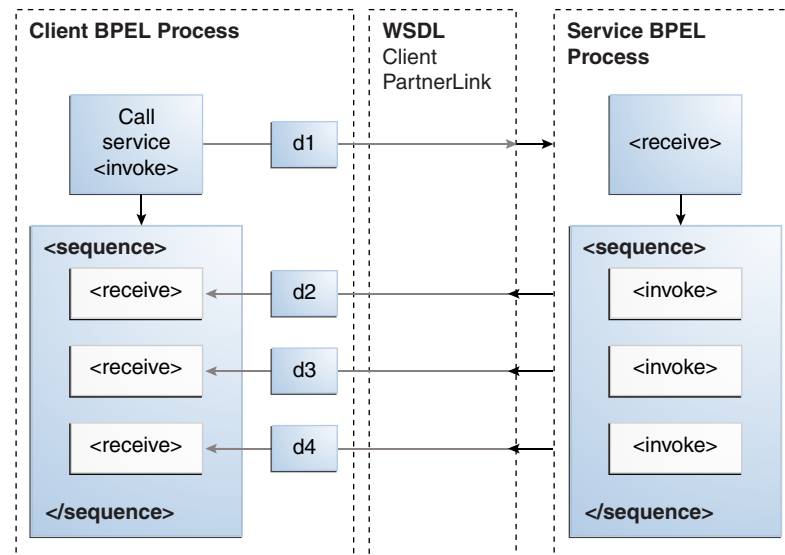 Client BPEL Process
WSDL
Client
PartnerLink
Service BPEL
Process
Call
service
<invoke>
d1
<receive>
<sequence>
<receive>
d2
<receive>
d3
<receive>
d4
</sequence>
<sequence>
<invoke>
<invoke>
<invoke>
</sequence>